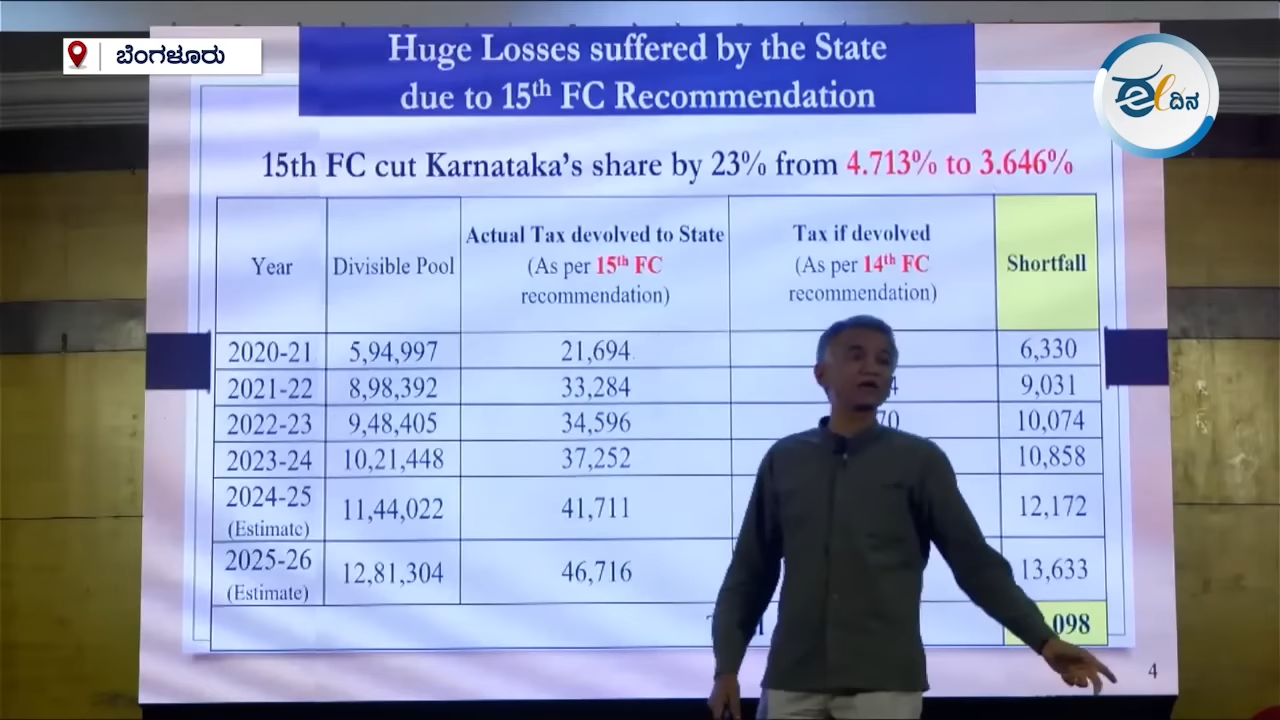 ಬೆಂಗಳೂರು
eದಿನ
Huge Losses suffered by the State
due to 15th FC Recommendation
15th FC cut Karnataka's share by 23% from 4.713% to 3.646%
Year
Divisible Pool
Actual Tax devolved to State
(As per 15th FC
recommendation)
Tax if devolved
(As per 14th FC
recommendation)
Shortfall
2020-21 5,94,997 21,694 6,330
2021-22 8,98,392 33,284 9,031
2022-23 9,48,405 34,596 10,074
2023-24 10,21,448 37,252 10,858
2024-25
(Estimate)
11,44,022 41,711 12,172
2025-26
(Estimate)
12,81,304 46,716 13,633
098
4